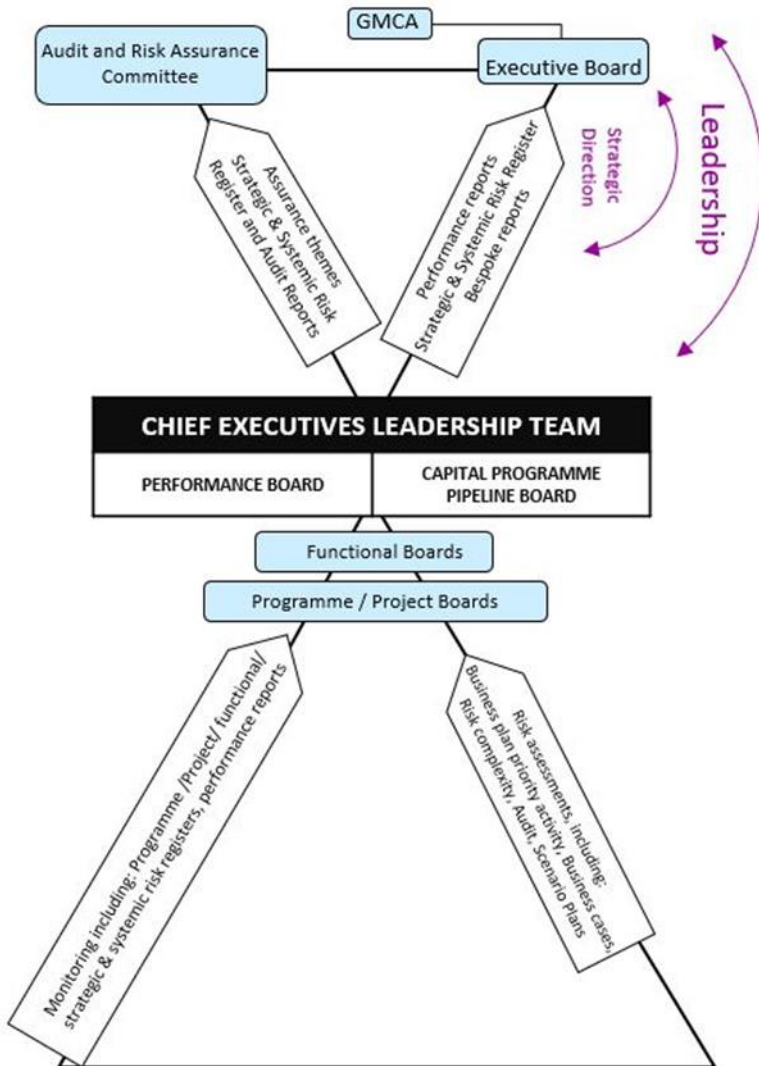 GMCA
Audit and Risk Assurance
Committee
Executive Board
Leadership
Strategic
Direction
Assurance themes
Strategic & Systemic Risk
Register and Audit Reports
Performance reports
Strategic & Systemic Risk Register
Bespoke reports
CHIEF EXECUTIVES LEADERSHIP TEAM
PERFORMANCE BOARD
CAPITAL PROGRAMME
PIPELINE BOARD
Functional Boards
Programme / Project Boards
Monitoring including: Programme /Project/ functional/
strategic & systemic risk registers, performance reports
Risk assessments, including:
Business plan priority activity, Business cases,
Risk complexity, Audit, Scenario Plans